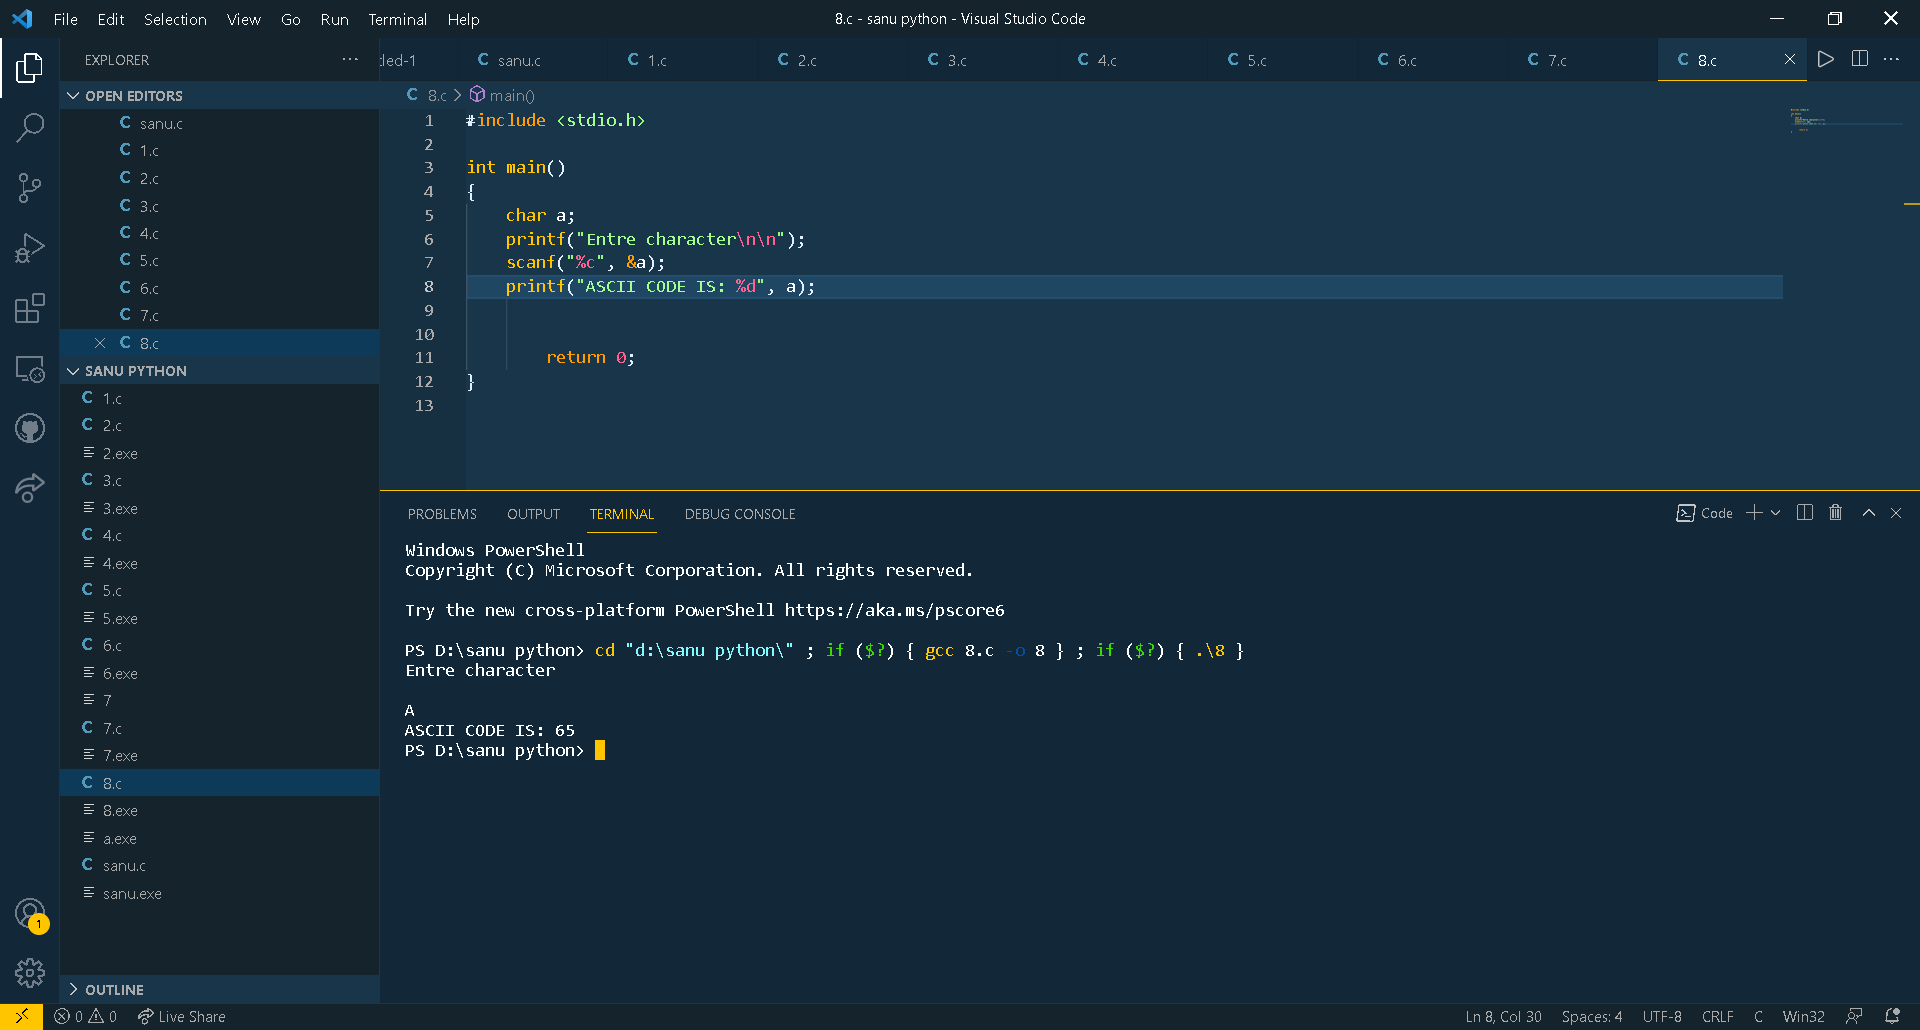 File Edit Selection View Go Run Terminal Help
8.c - sanu python - Visual Studio Code
EXPLORER
OPEN EDITORS
sanu.c
1.c
2.c
3.c
4.c
5.c
6.c
7.c
8.c
SANU PYTHON
1.c
2.c
2.exe
3.c
3.exe
4.c
4.exe
5.c
5.exe
6.c
6.exe
7
7.c
7.exe
8.c
8.exe
a.exe
sanu.c
sanu.exe
OUTLINE
1
tled-1 sanu.c 1.c 2.c 3.c 4.c 5.c 6.c 7.c 8.c
8.c > main()
1 #include <stdio.h>
2
3 int main()
4 {
5 char a;
6 printf("Entre character\n\n");
7 scanf("%c", &a);
8 printf("ASCII CODE IS: %d", a);
9
10
11 return 0;
12 }
13
PROBLEMS OUTPUT TERMINAL DEBUG CONSOLE
Code
Windows PowerShell
Copyright (C) Microsoft Corporation. All rights reserved.
Try the new cross-platform PowerShell https://aka.ms/pscore6
PS D:\sanu python> cd "d:\sanu python\" ; if ($?) { gcc 8.c -o 8 } ; if ($?) { .\8 }
Entre character
A
ASCII CODE IS: 65
PS D:\sanu python>
0 0 Live Share
Ln 8, Col 30 Spaces: 4 UTF-8 CRLF C Win32